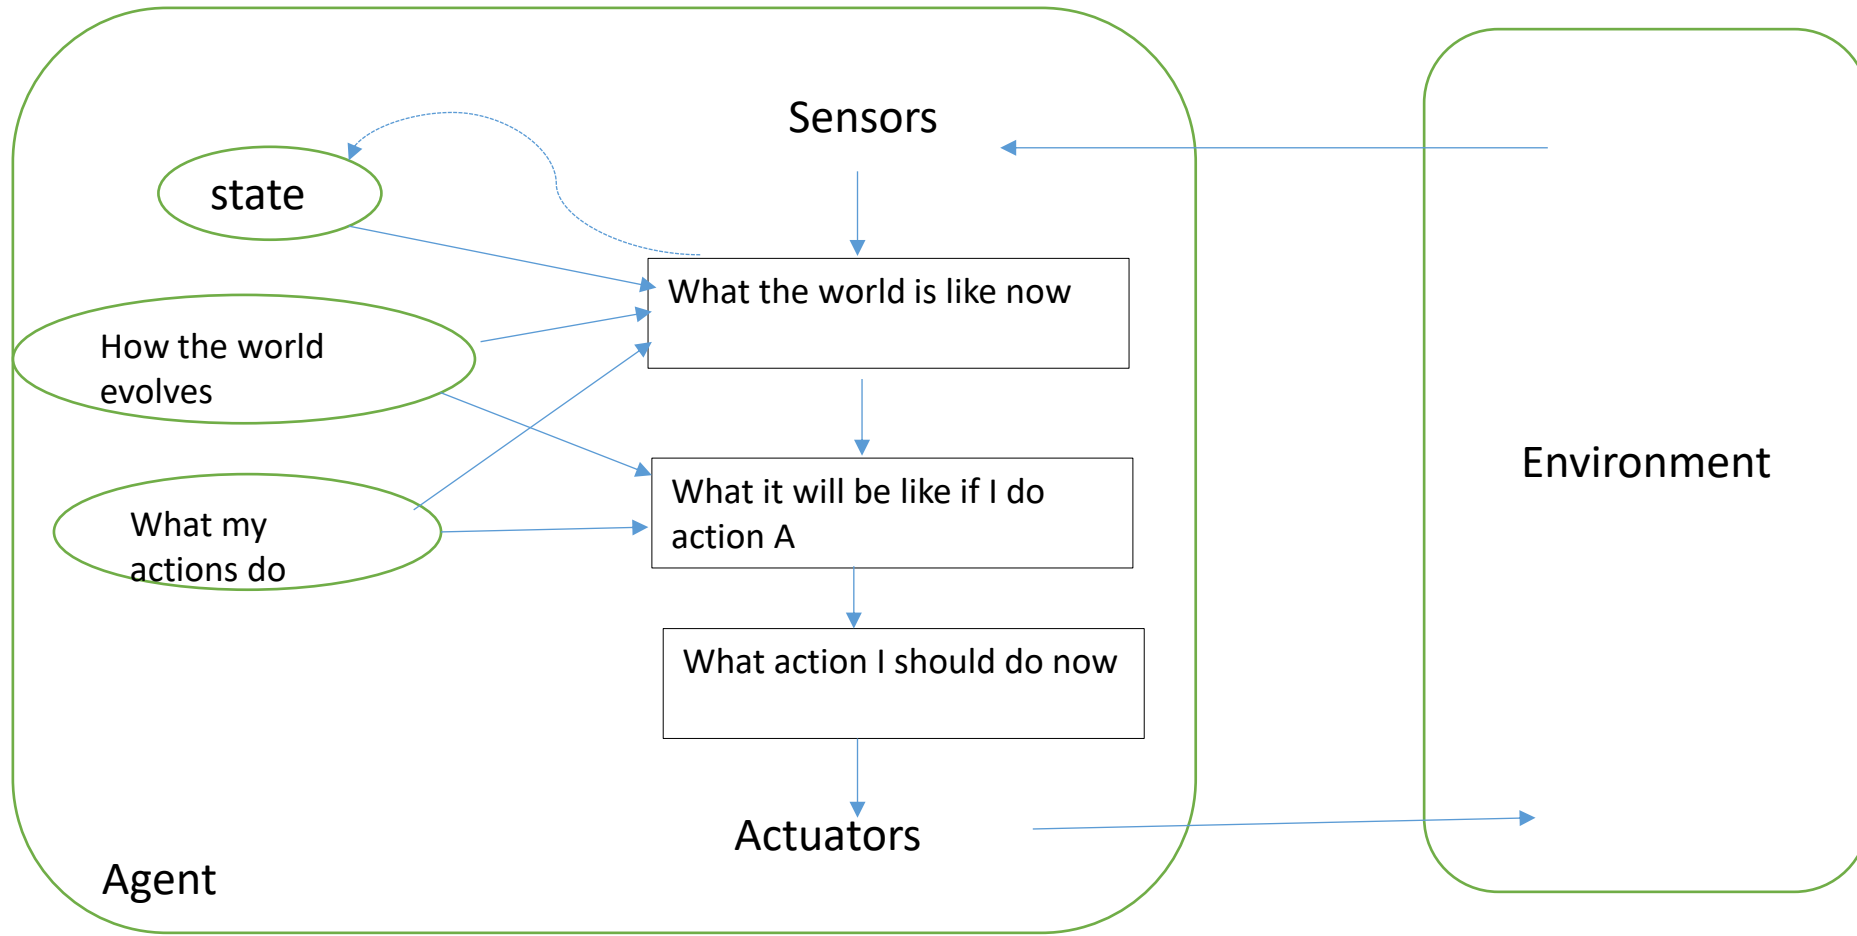 Sensors
state
What the world is like now
How the world
evolves
Environment
What it will be like if I do
action A
What my
actions do
What action I should do now
Actuators
Agent